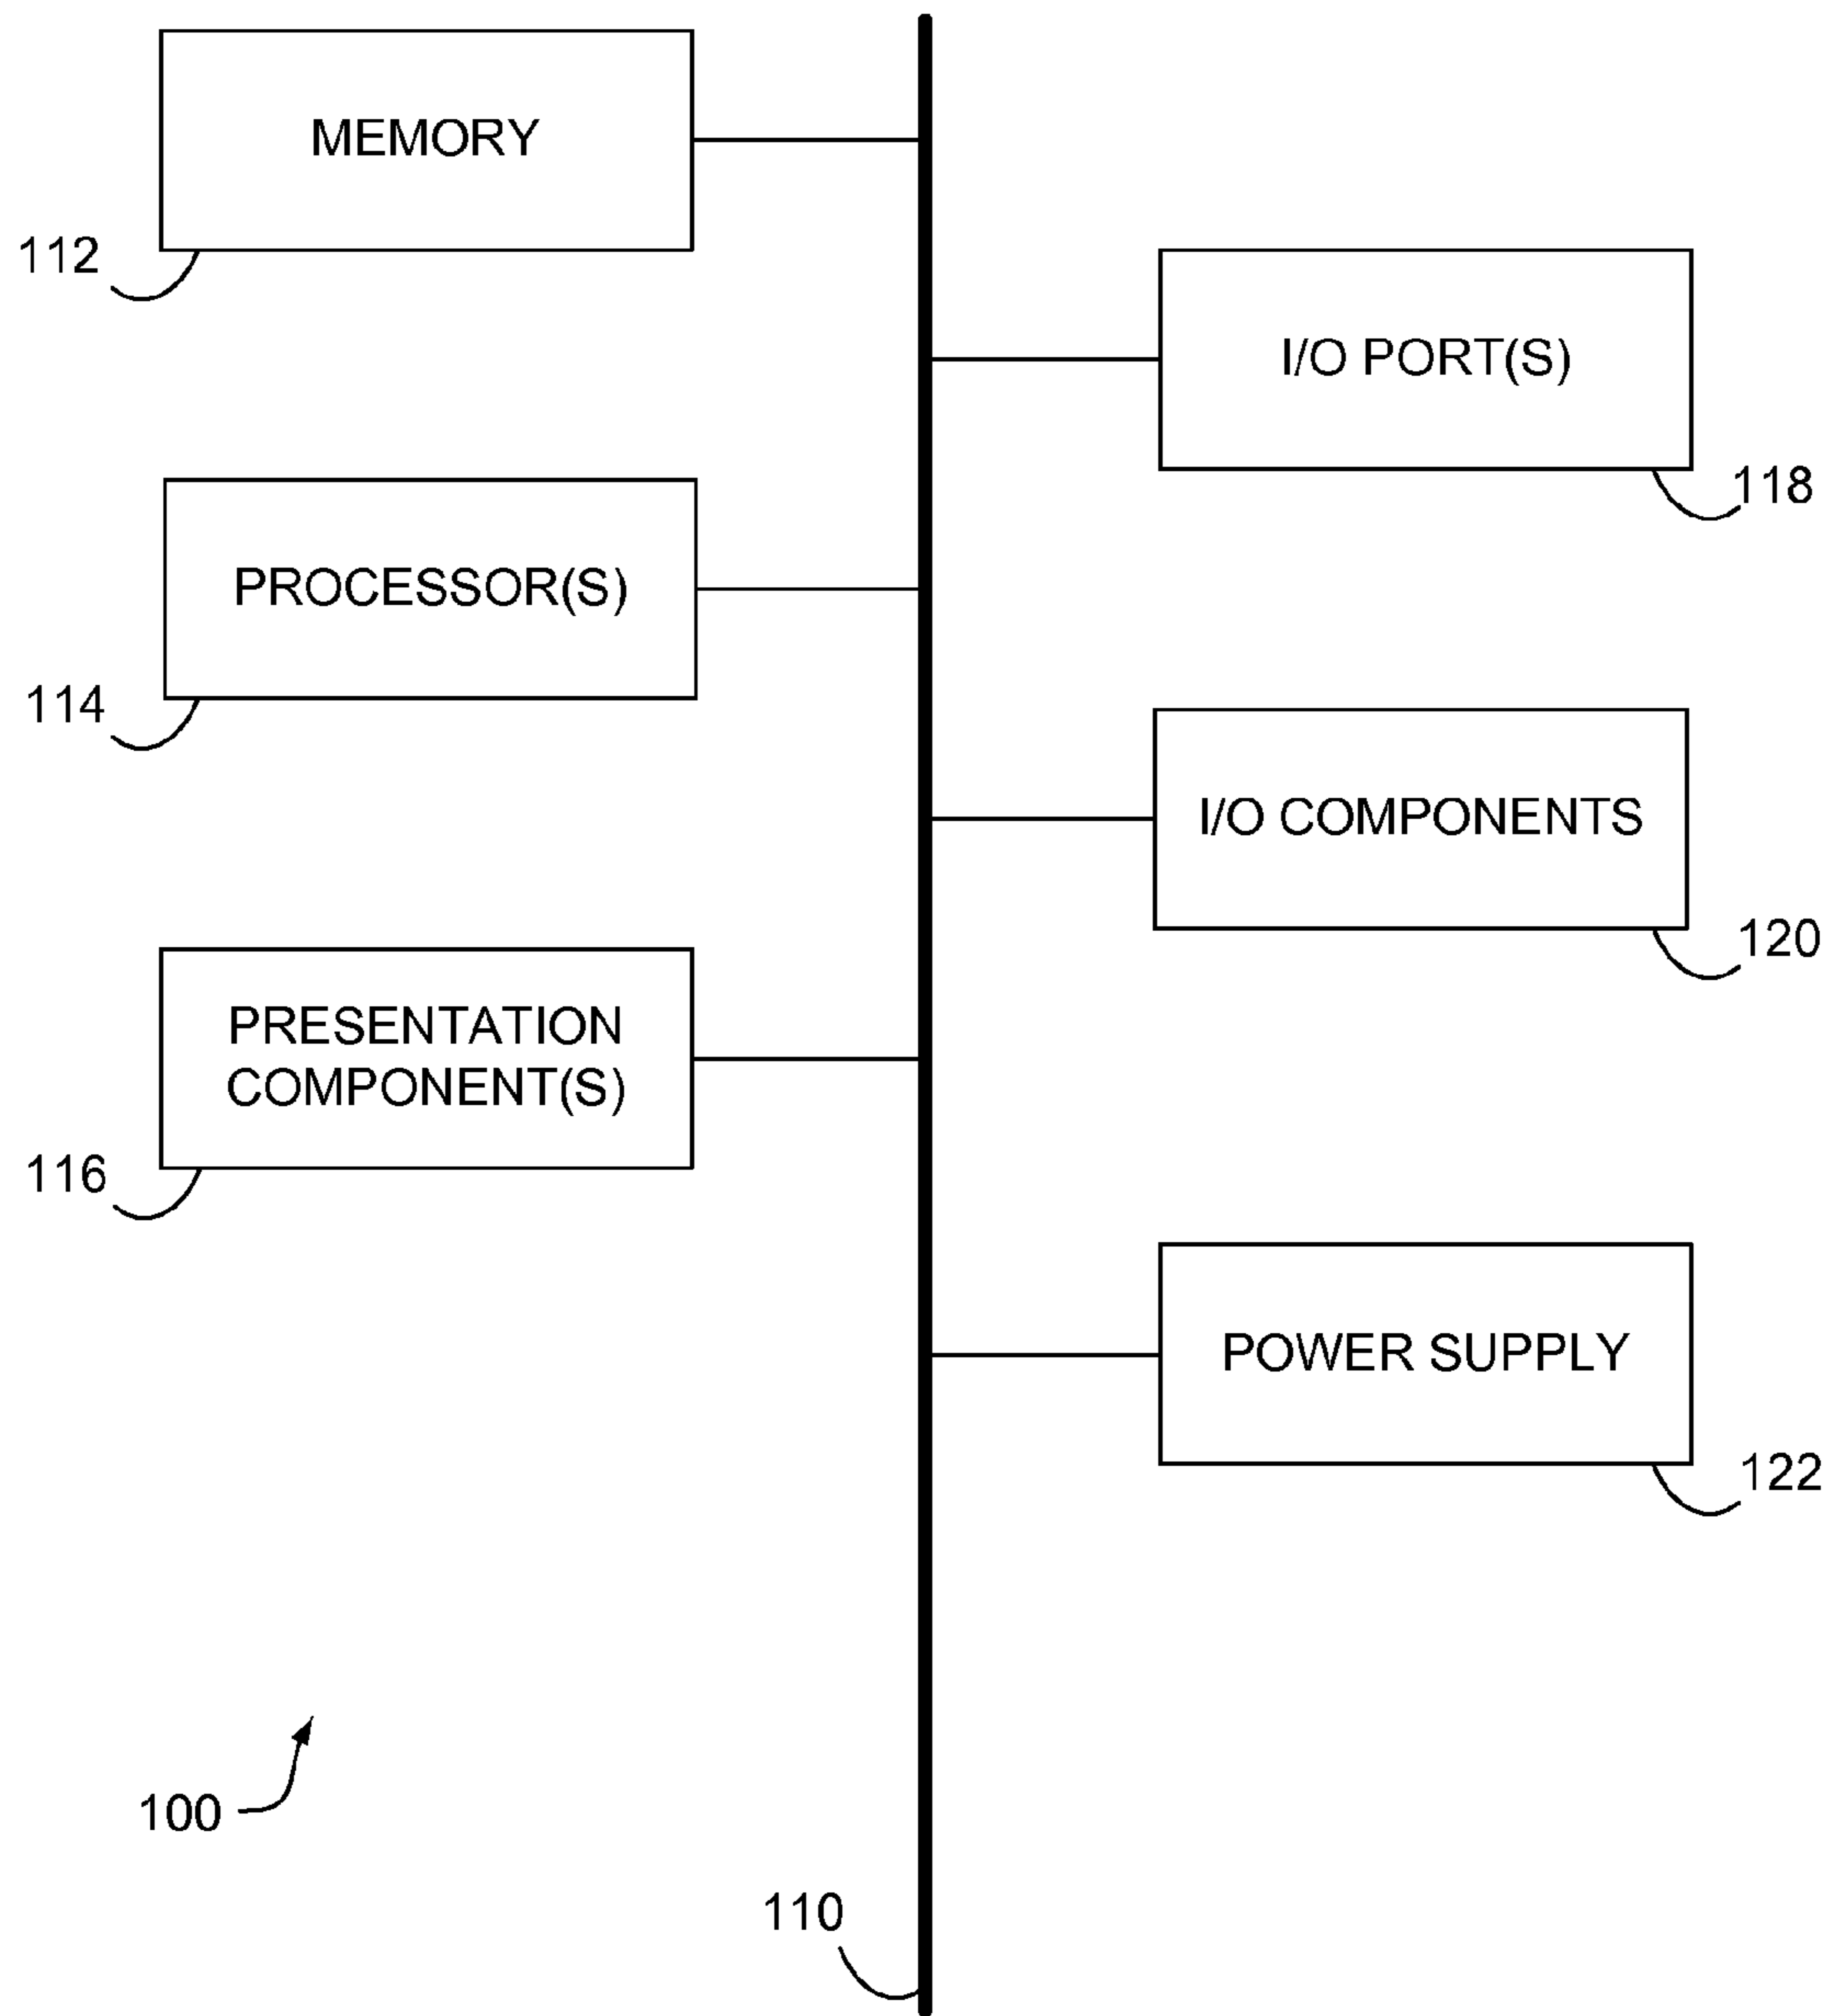 MEMORY
112
I/O PORT(S)
118
PROCESSOR(S)
114
I/O COMPONENTS
120
PRESENTATION
COMPONENT(S)
116
POWER SUPPLY
122
100
110